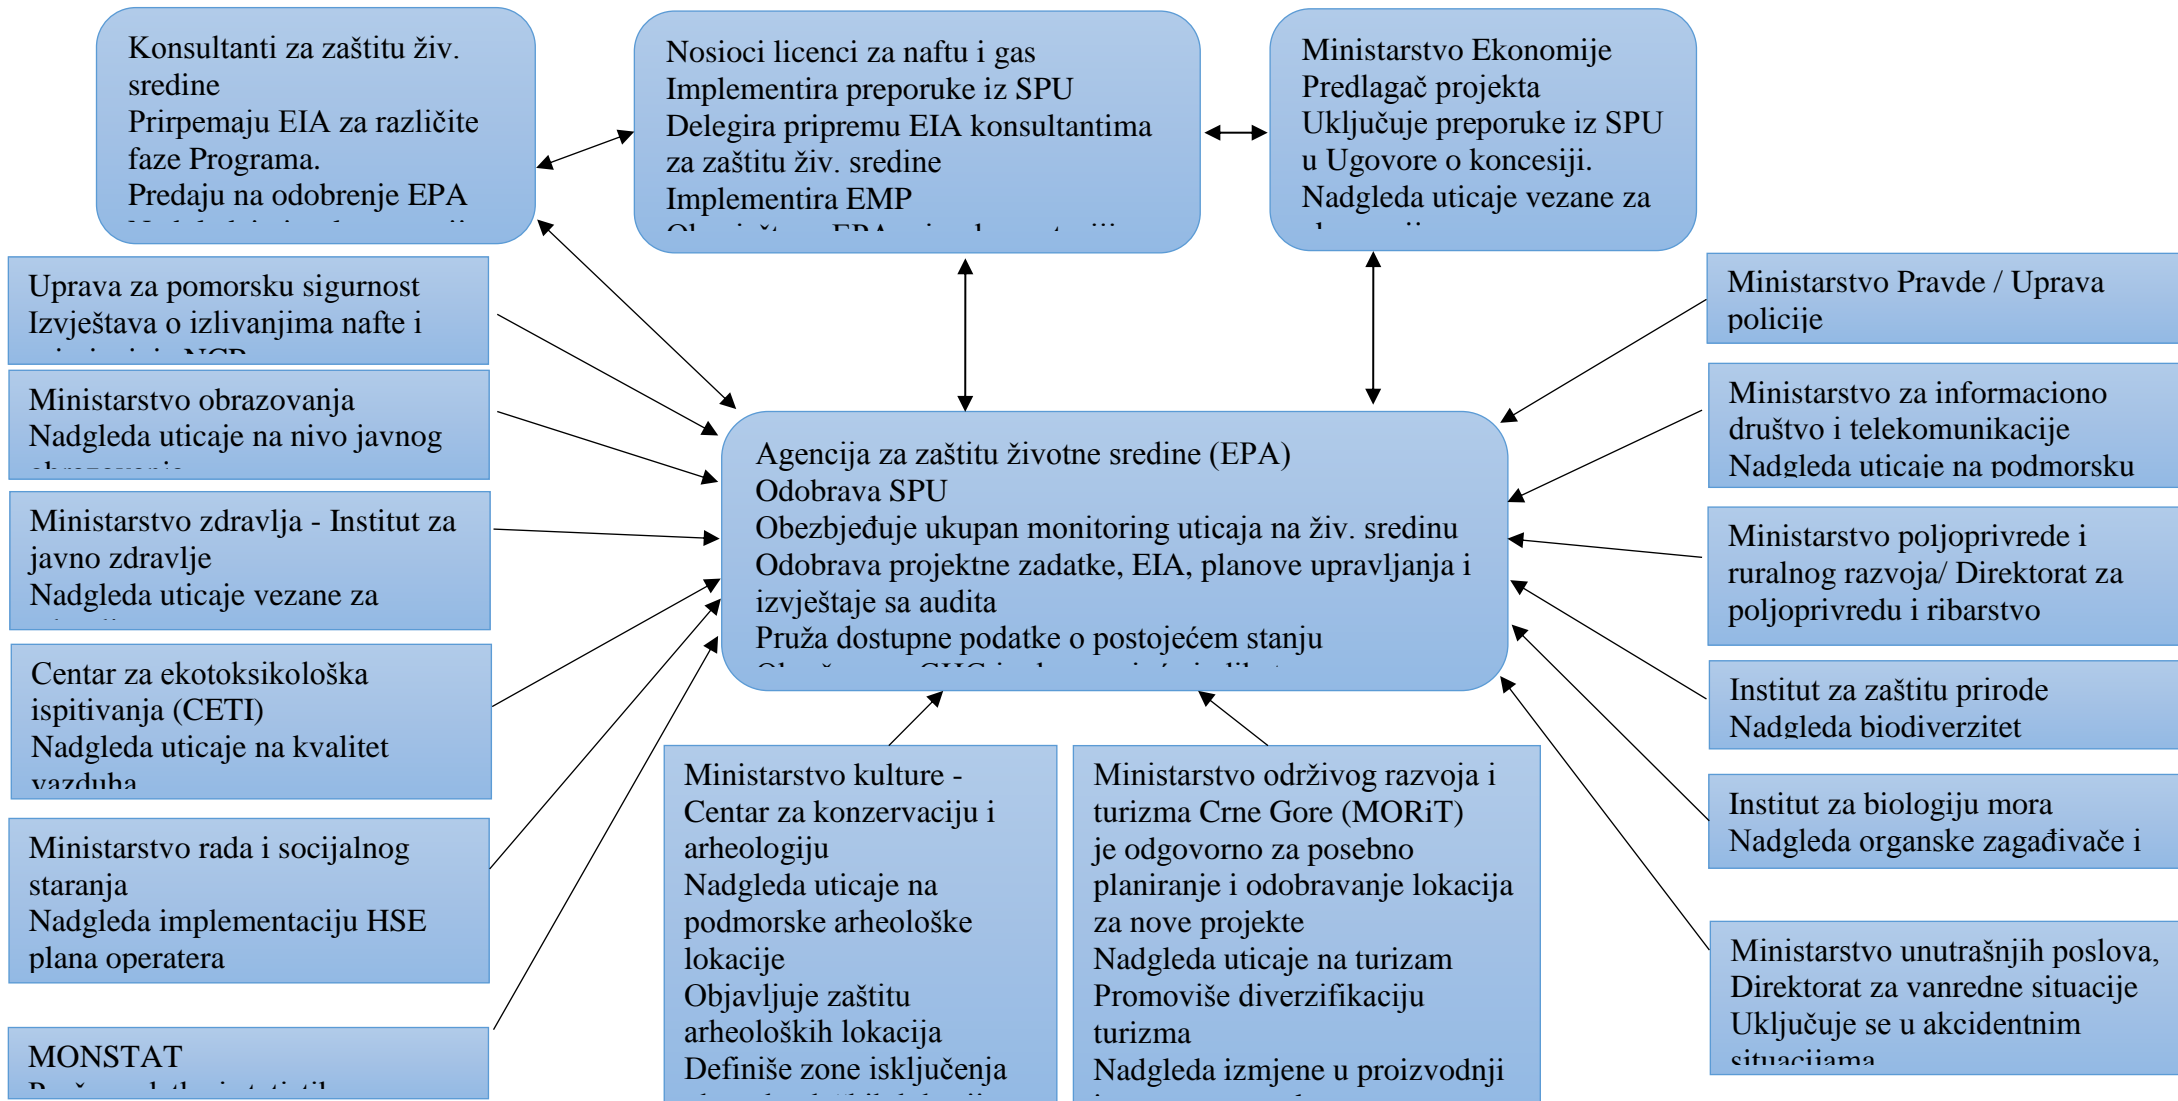 Konsultanti za zaštitu živ.
sredine
Prirpemaju EIA za različite
faze Programa.
Predaju na odobrenje EPA
Nosioci licenci za naftu i gas
Implementira preporuke iz SPU
Delegira pripremu EIA konsultantima
za zaštitu živ. sredine
Implementira EMP
Ministarstvo Ekonomije
Predlagač projekta
Uključuje preporuke iz SPU
u Ugovore o koncesiji.
Nadgleda uticaje vezane za
Uprava za pomorsku sigurnost
Izvještava o izlivanjima nafte i
Ministarstvo obrazovanja
Nadgleda uticaje na nivo javnog
Ministarstvo zdravlja - Institut za
javno zdravlje
Nadgleda uticaje vezane za
Centar za ekotoksikološka
ispitivanja (CETI)
Nadgleda uticaje na kvalitet
vazduha
Ministarstvo rada i socijalnog
staranja
Nadgleda implementaciju HSE
plana operatera
MONSTAT
Agencija za zaštitu životne sredine (EPA)
Odobrava SPU
Obezbjeđuje ukupan monitoring uticaja na živ. sredinu
Odobrava projektne zadatke, EIA, planove upravljanja i
izvještaje sa audita
Pruža dostupne podatke o postojećem stanju
Ministarstvo kulture -
Centar za konzervaciju i
arheologiju
Nadgleda uticaje na
podmorske arheološke
lokacije
Objavljuje zaštitu
arheoloških lokacija
Definiše zone isključenja
Ministarstvo održivog razvoja i
turizma Crne Gore (MORiT)
je odgovorno za posebno
planiranje i odobravanje lokacija
za nove projekte
Nadgleda uticaje na turizam
Promoviše diverzifikaciju
turizma
Nadgleda izmjene u proizvodnji
Ministarstvo Pravde / Uprava
policije
Ministarstvo za informaciono
društvo i telekomunikacije
Nadgleda uticaje na podmorsku
Ministarstvo poljoprivrede i
ruralnog razvoja/ Direktorat za
poljoprivredu i ribarstvo
Institut za zaštitu prirode
Nadgleda biodiverzitet
Institut za biologiju mora
Nadgleda organske zagađivače i
Ministarstvo unutrašnjih poslova,
Direktorat za vanredne situacije
Uključuje se u akcidentnim
situacijama